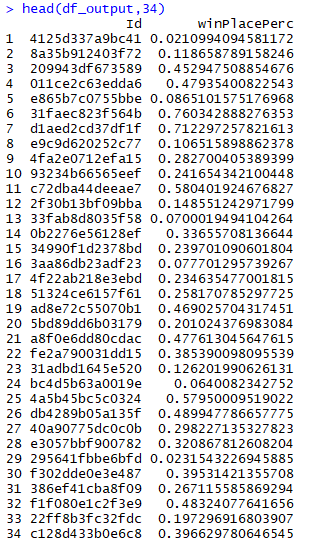 > head(df_output,34)
Id winPlacePerc
1 4125d337a9bc41 0.0210994094581172
2 8a35b912403f72 0.118658789158246
3 209943df673589 0.452947508854676
4 011ce2c63edda6 0.47935400822543
5 e865b7c0755bbe 0.0865101575176968
6 31faec823f564b 0.760342888276353
7 d1aed2cd37df1f 0.712297257821613
8 e9c9d620252c77 0.106515898862378
9 4fa2e0712efa15 0.282700405389399
10 93234b66565eef 0.241654342100448
11 c72dba44deeae7 0.580401924676827
12 2f30b13bf09bba 0.148551242971799
13 33fab8d8035f58 0.0700019494104264
14 0b2276e56128ef 0.33655708136644
15 34990f1d2378bd 0.239701090601804
16 3aa86db23adf23 0.077701295739267
17 4f22ab218e3ebd 0.234635477001815
18 51324ce6157f61 0.258170785297725
19 ad8e72c55070b1 0.469025704317451
20 5bd89dd6b03179 0.201024376983084
21 a8f0e6dd80cdac 0.477613045647615
22 fe2a790031dd15 0.385390098095539
23 31adbd1645e520 0.126201990626131
24 bc4d5b63a0019e 0.0640082342752
25 4a5b45bc5c0324 0.57950009519022
26 db4289b05a135f 0.489947786657775
27 40a90775dc0c0b 0.298227135327823
28 e3057bbf900782 0.320867812608204
29 295641fbbe6bfd 0.0231543226945885
30 f302dde0e3e487 0.39531421355708
31 386ef41cba8f09 0.267115585869294
32 f1f080e1c2f3e9 0.48324077641656
33 22ff8b3fc32fdc 0.197296916803907
34 c128d433b0e6c8 0.396629780646545